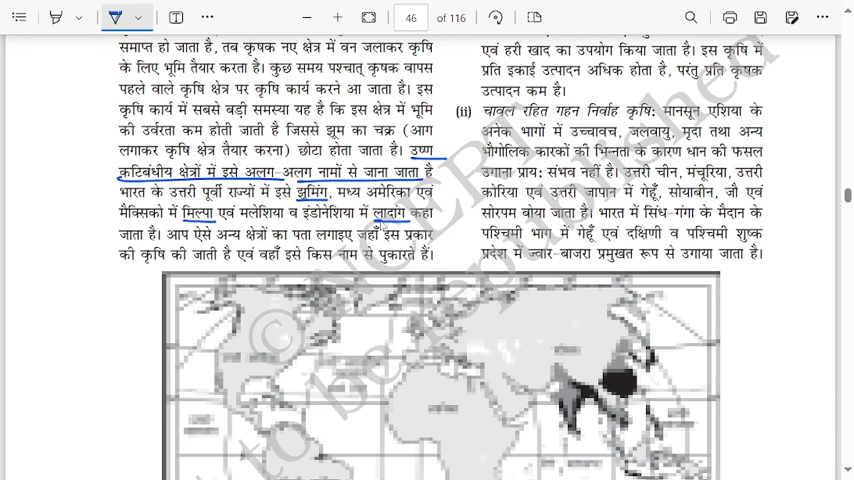 46 of 116
समाप्त हो जाता है, तब कृषक नए क्षेत्र में वन जलाकर कृषि
के लिए भूमि तैयार करता है। कुछ समय पश्चात् कृषक वापस
पहले वाले कृषि क्षेत्र पर कृषि कार्य करने आ जाता है। इस
कृषि कार्य में सबसे बड़ी समस्या यह है कि इस क्षेत्र में भूमि
की उर्वरता कम होती जाती है जिससे झूम का चक्र (आग
लगाकर कृषि क्षेत्र तैयार करना) छोटा होता जाता है। उष्ण
कटिबंधीय क्षेत्रों में इसे अलग-अलग नामों से जाना जाता है
भारत के उत्तरी पूर्वी राज्यों में इसे झूमिंग, मध्य अमेरिका एवं
मैक्सिको में मिल्पा एवं मलेशिया व इंडोनेशिया में लादांग कहा
जाता है। आप ऐसे अन्य क्षेत्रों का पता लगाइए जहाँ इस प्रकार
की कृषि की जाती है एवं वहाँ इसे किस नाम से पुकारते हैं।
एवं हरी खाद का उपयोग किया जाता है। इस कृषि में
प्रति इकाई उत्पादन अधिक होता है, परंतु प्रति कृषक
उत्पादन कम है।
(ii) चावल रहित गहन निर्वाह कृषि: मानसून एशिया के
अनेक भागों में उच्चावच, जलवायु, मृदा तथा अन्य
भौगोलिक कारकों की भिन्नता के कारण धान की फसल
उगाना प्राय: संभव नहीं है। उत्तरी चीन, मंचूरिया, उत्तरी
कोरिया एवं उत्तरी जापान में गेहूँ, सोयाबीन, जौ एवं
सोरपम बोया जाता है। भारत में सिंध-गंगा के मैदान के
पश्चिमी भाग में गेहूँ एवं दक्षिणी व पश्चिमी शुष्क
प्रदेश में ज्वार-बाजरा प्रमुखत रूप से उगाया जाता है।
© NCERT
to be republished